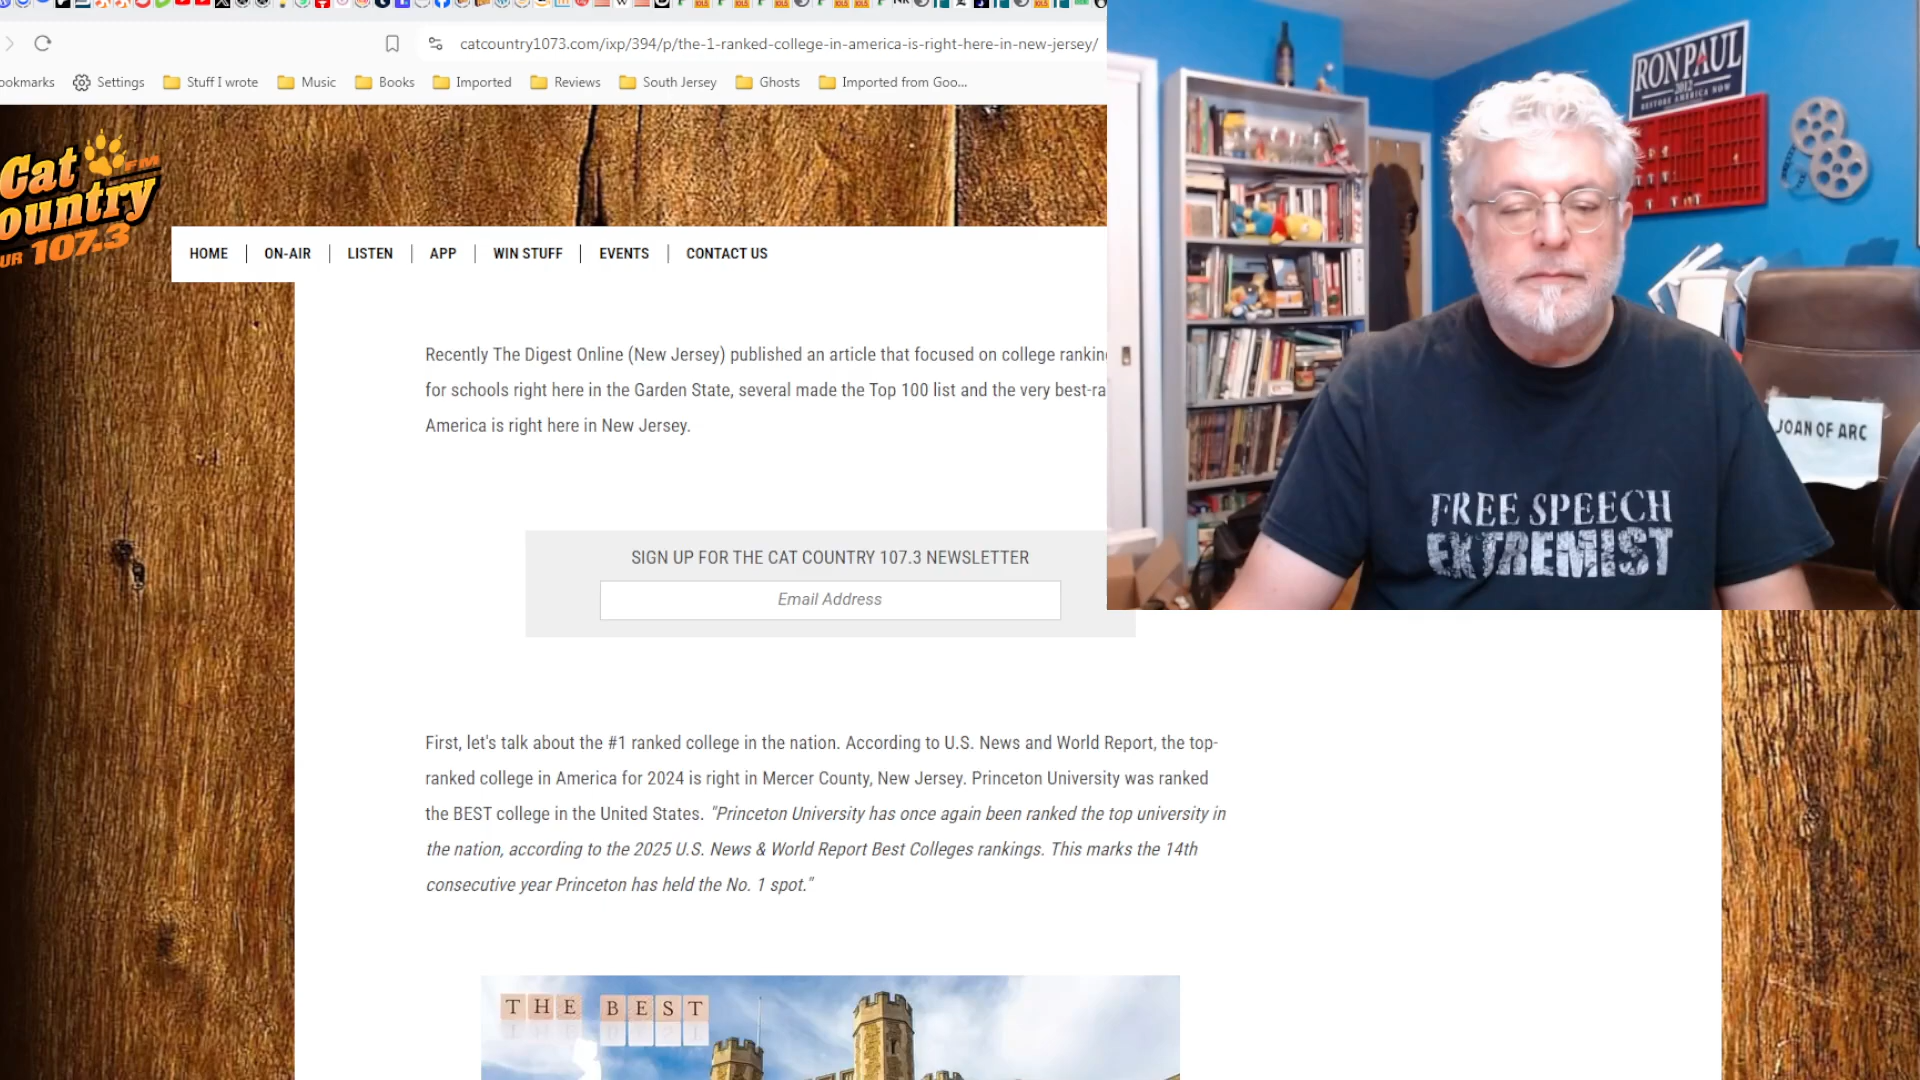 catcountry1073.com/ixp/394/p/the-1-ranked-college-in-america-is-right-here-in-new-jersey/
ookmarks Settings Stuff I wrote Music Books Imported Reviews South Jersey Ghosts Imported from Goo...
Cat
ountry FM
UR 107.3
HOME ON-AIR LISTEN APP WIN STUFF EVENTS CONTACT US
Recently The Digest Online (New Jersey) published an article that focused on college rankin
for schools right here in the Garden State, several made the Top 100 list and the very best-ra
America is right here in New Jersey.
SIGN UP FOR THE CAT COUNTRY 107.3 NEWSLETTER
Email Address
First, let's talk about the #1 ranked college in the nation. According to U.S. News and World Report, the top-
ranked college in America for 2024 is right in Mercer County, New Jersey. Princeton University was ranked
the BEST college in the United States. "Princeton University has once again been ranked the top university in
the nation, according to the 2025 U.S. News & World Report Best Colleges rankings. This marks the 14th
consecutive year Princeton has held the No. 1 spot."
THE BEST
RON PAUL
2012
RESTORE AMERICA NOW
JOAN OF ARC
FREE SPEECH
EXTREMIST